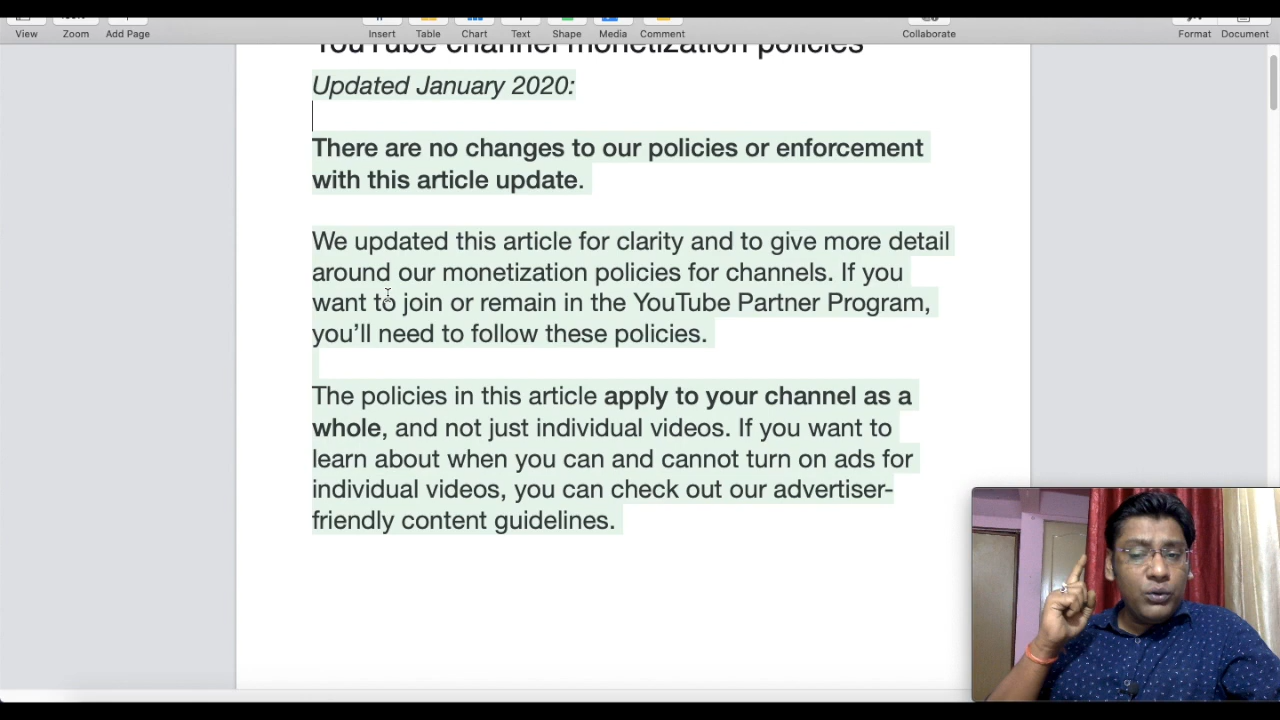 View
Zoom
Add Page
Insert
Table
Chart
Text
Shape
Media
Comment
Collaborate
Format
Document
YouTube channel monetization policies
Updated January 2020:
There are no changes to our policies or enforcement
with this article update.
We updated this article for clarity and to give more detail
around our monetization policies for channels. If you
want to join or remain in the YouTube Partner Program,
you’ll need to follow these policies.
The policies in this article apply to your channel as a
whole, and not just individual videos. If you want to
learn about when you can and cannot turn on ads for
individual videos, you can check out our advertiser-
friendly content guidelines.